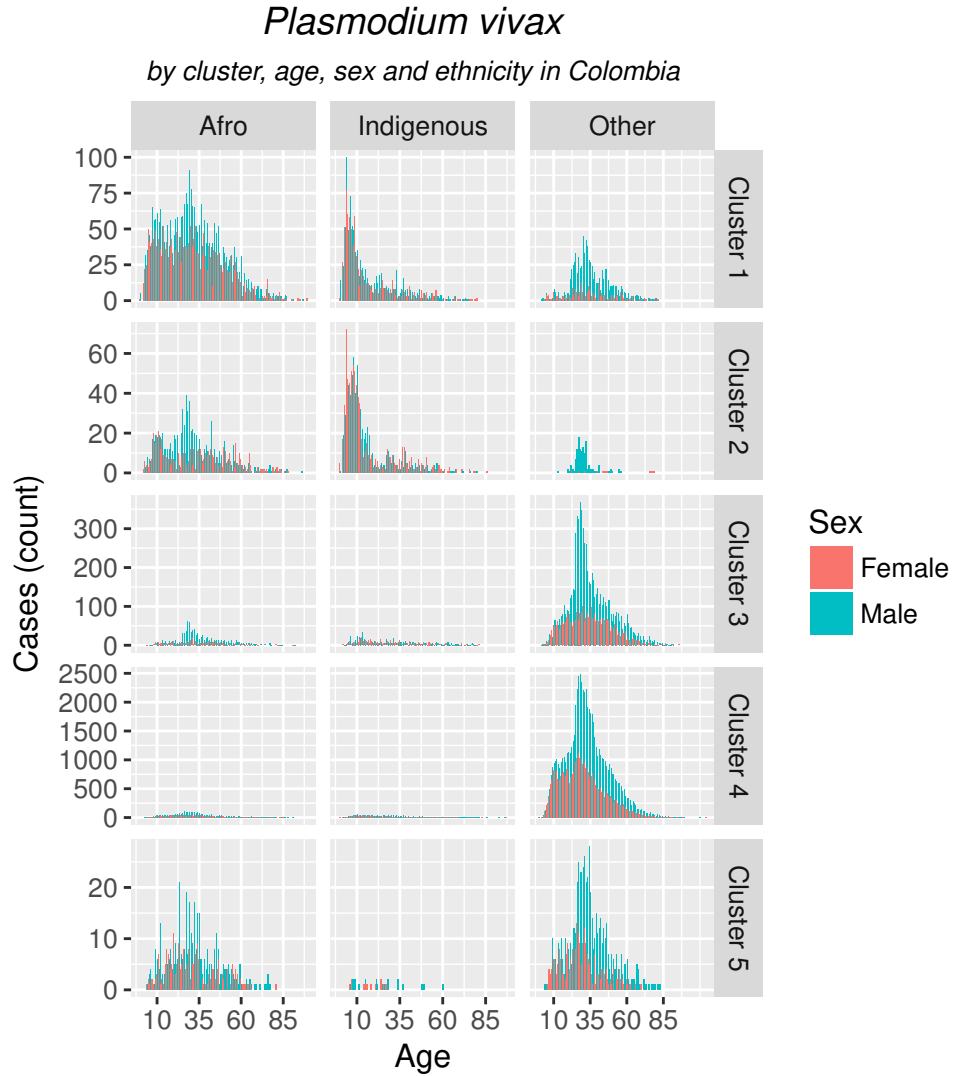 Plasmodium vivax
by cluster, age, sex and ethnicity in Colombia
Afro
Indigenous
Other
100
75
50
25
0
Cluster 1
60
40
20
0
Cluster 2
300
200
100
0
Cluster 3
2500
2000
1500
1000
500
0
Cluster 4
20
10
0
Cluster 5
10 35 60 85
10 35 60 85
10 35 60 85
Age
Cases (count)
Sex
Female
Male